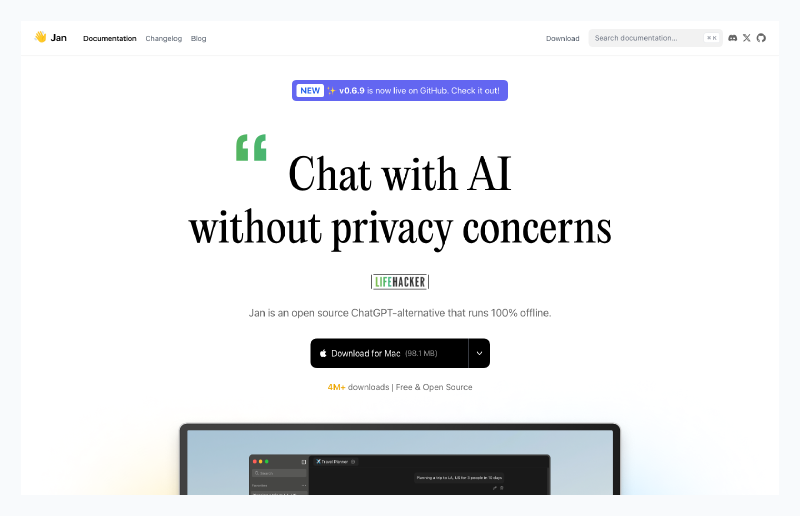 Jan
Documentation
Changelog
Blog
Download
Search documentation...
⌘ K
NEW ✨ v0.6.9 is now live on GitHub. Check it out!
“ Chat with AI
without privacy concerns
LIFEHACKER
Jan is an open source ChatGPT-alternative that runs 100% offline.
Download for Mac (98.1 MB)
4M+ downloads | Free & Open Source
Travel Planner
Search
Planning a trip to LA, US for 3 people in 10 days.